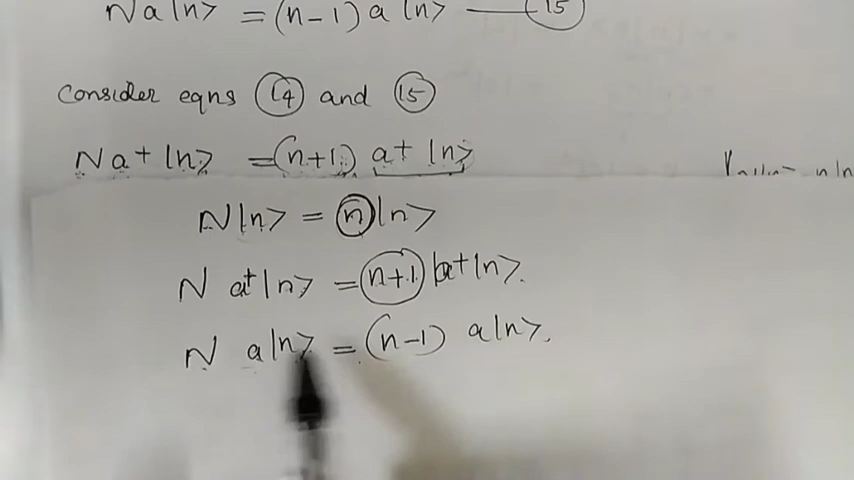 N a |n> = (n-1) a |n> — (15)
Consider eqns (14) and (15)
N a+ |n> = (n+1) a+ |n>
N |n> = (n) |n>
N a+ |n> = (n+1) |a+ |n>.
N a |n> = (n-1) a |n>.